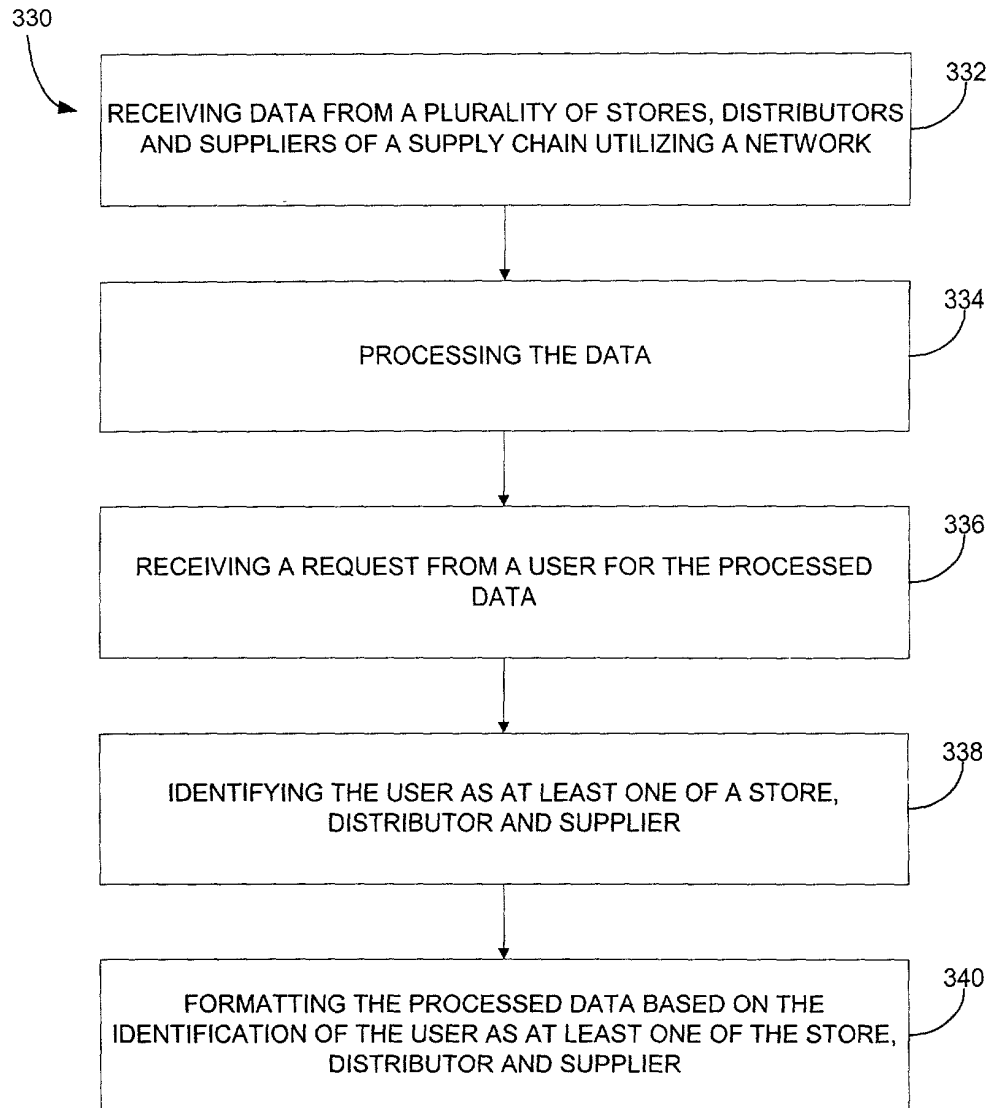 330
332
RECEIVING DATA FROM A PLURALITY OF STORES, DISTRIBUTORS
AND SUPPLIERS OF A SUPPLY CHAIN UTILIZING A NETWORK
334
PROCESSING THE DATA
336
RECEIVING A REQUEST FROM A USER FOR THE PROCESSED
DATA
338
IDENTIFYING THE USER AS AT LEAST ONE OF A STORE,
DISTRIBUTOR AND SUPPLIER
340
FORMATTING THE PROCESSED DATA BASED ON THE
IDENTIFICATION OF THE USER AS AT LEAST ONE OF THE STORE,
DISTRIBUTOR AND SUPPLIER